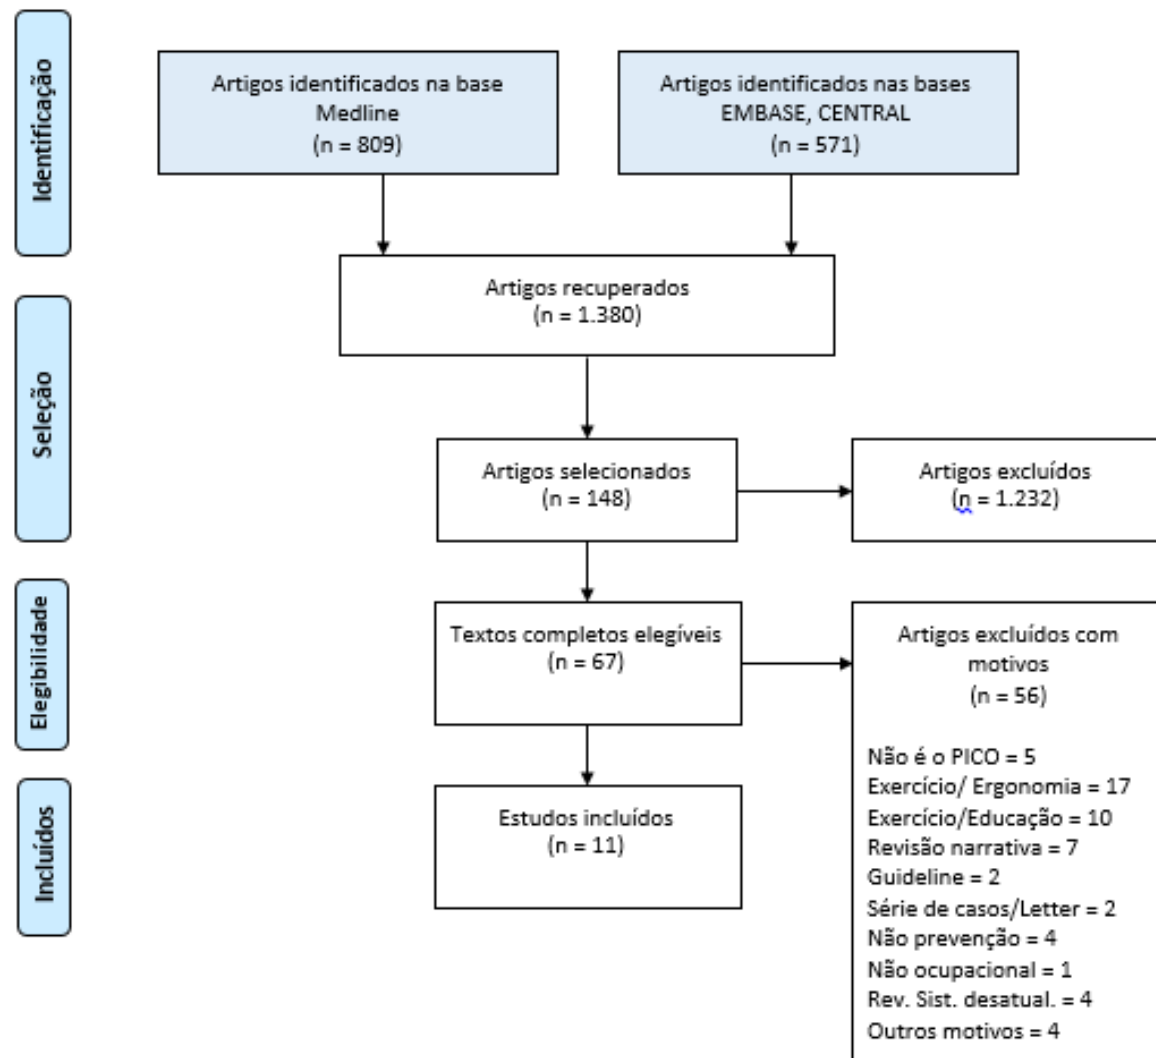 Identificação
Artigos identificados na base
Medline
(n = 809)
Artigos identificados nas bases
EMBASE, CENTRAL
(n = 571)
Artigos recuperados
(n = 1.380)
Seleção
Artigos selecionados
(n = 148)
Artigos excluídos
(n = 1.232)
Elegibilidade
Textos completos elegíveis
(n = 67)
Artigos excluídos com
motivos
(n = 56)
Não é o PICO = 5
Exercício/ Ergonomia = 17
Exercício/Educação = 10
Revisão narrativa = 7
Guideline = 2
Série de casos/Letter = 2
Não prevenção = 4
Não ocupacional = 1
Rev. Sist. desatual. = 4
Outros motivos = 4
Incluídos
Estudos incluídos
(n = 11)